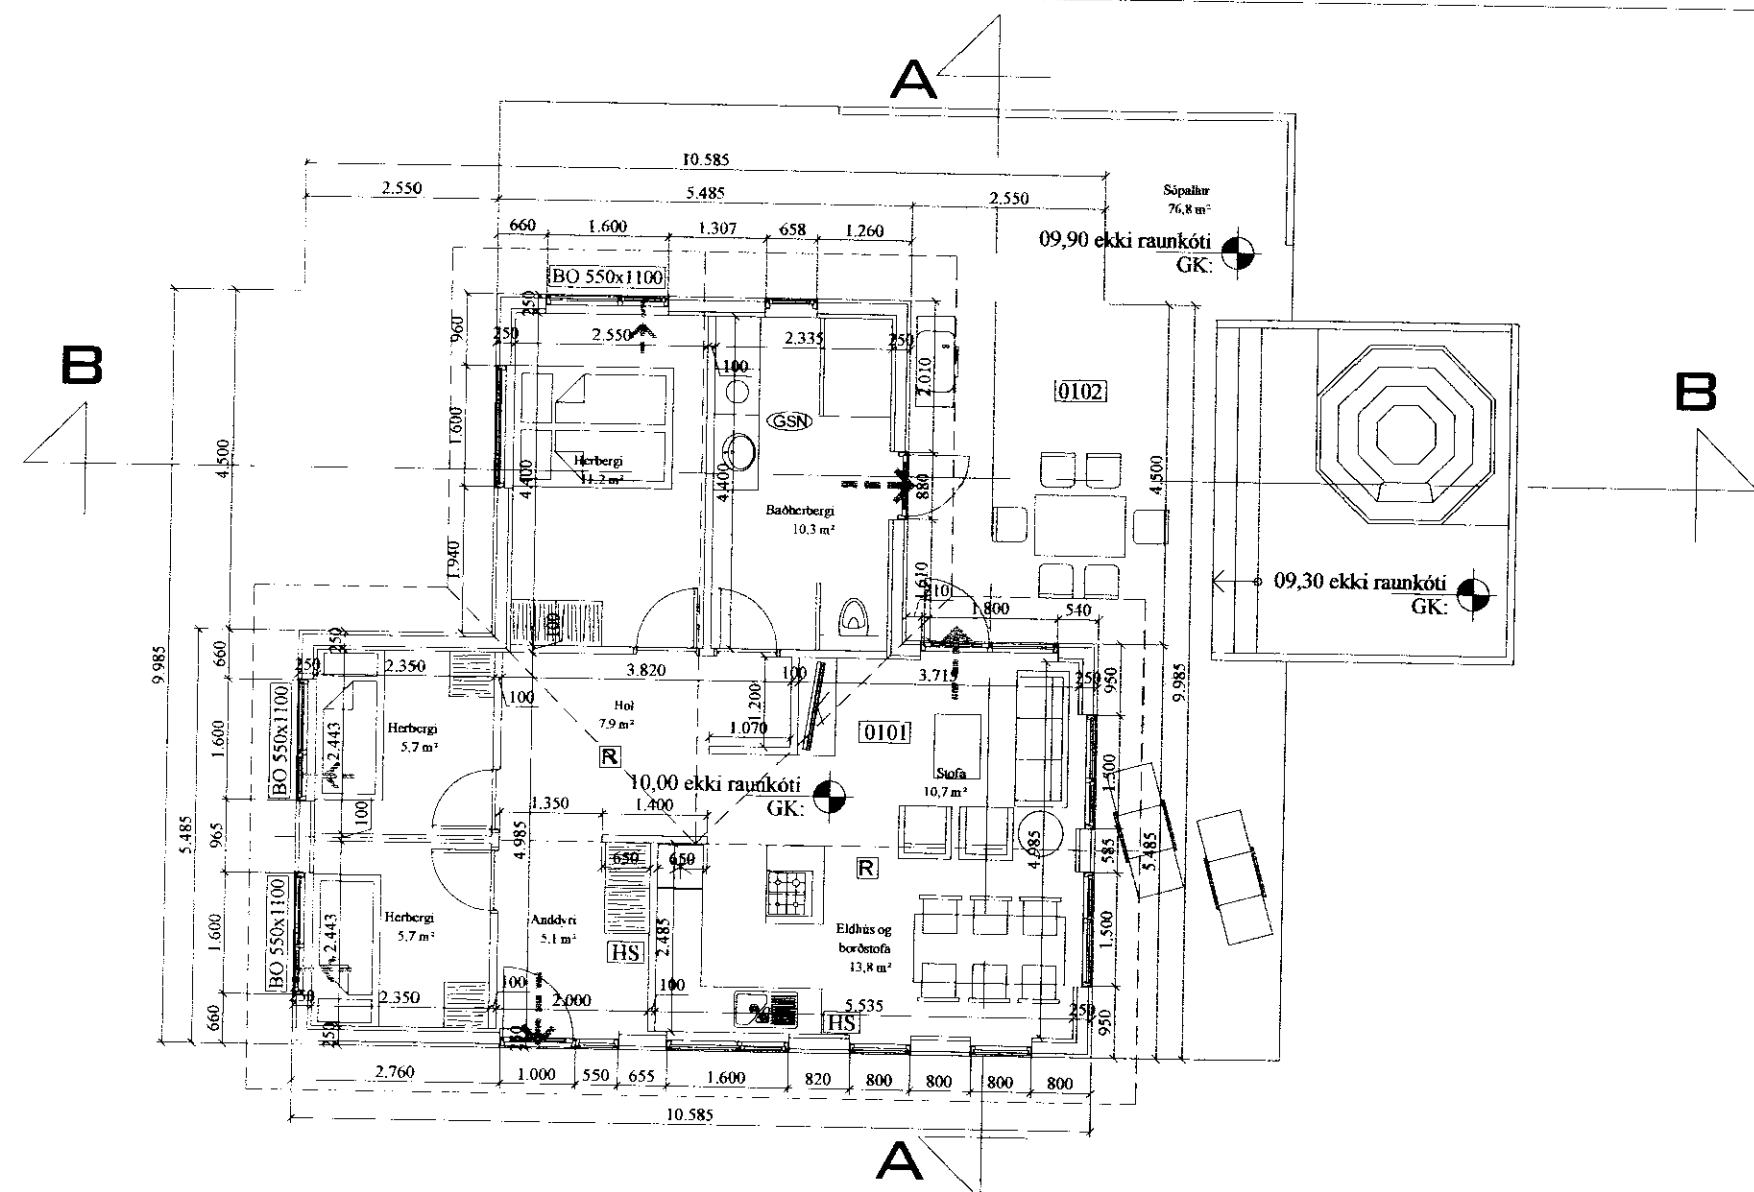 A
10.585
2.550
5.485
2.550
Sópallur
76,8 m²
660
1.600
1.307
658
1.260
09,90 ekki raunkóti
GK:
BO 550x1100
250
960
250
2.550
2.335
250
100
2.010
B
0102
B
GSN
1.600
4.500
Herbergi
11,2 m²
4.400
4.400
880
4.500
Baðherbergi
10,3 m²
1.940
1.610
09,30 ekki raunkóti
GK:
10
1.800
540
100
9.985
660
250
250
2.350
3.820
100
3.715
250
950
9.985
100
Hol
7,9 m²
1.200
1.070
0101
BO 550x1100
1.600
2.443
Herbergi
5,7 m²
R
Stofa
10,7 m²
1.500
10,00 ekki raunkóti
GK:
100
1.350
1.400
5.485
965
4.985
650
650
4.985
585
5.485
R
BO 550x1100
1.600
2.443
Herbergi
5,7 m²
Anddyri
5,1 m²
HS
2.485
Eldhús og
borðstofa
13,8 m²
1.500
100
100
250
2.350
2.000
5.535
250
660
250
250
HS
950
2.760
1.000
550
655
1.600
820
800
800
800
800
10.585
A